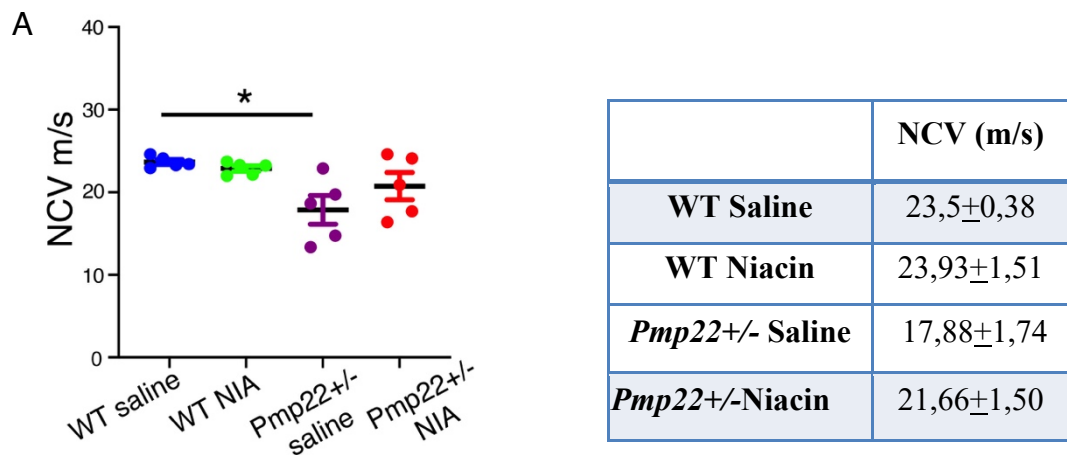 A
NCV m/s
40
30
20
10
0
*
WT saline
WT NIA
Pmp22+/-
saline
Pmp22+/-
NIA
NCV (m/s)
WT Saline 23,5±0,38
WT Niacin 23,93±1,51
Pmp22+/- Saline 17,88±1,74
Pmp22+/-Niacin 21,66±1,50